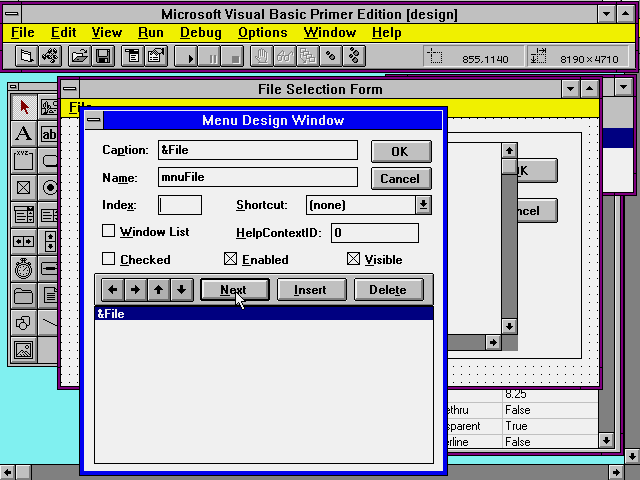 Microsoft Visual Basic Primer Edition [design]
File Edit View Run Debug Options Window Help
855,1140 8190×4710
File Selection Form
File
Menu Design Window
Caption: &File OK
Name: mnuFile Cancel
Index: Shortcut: (none)
Window List HelpContextID: 0
Checked Enabled Visible
Next Insert Delete
&File
A ab
xyz
K
ncel
8.25
ethru False
sparent True
erline False